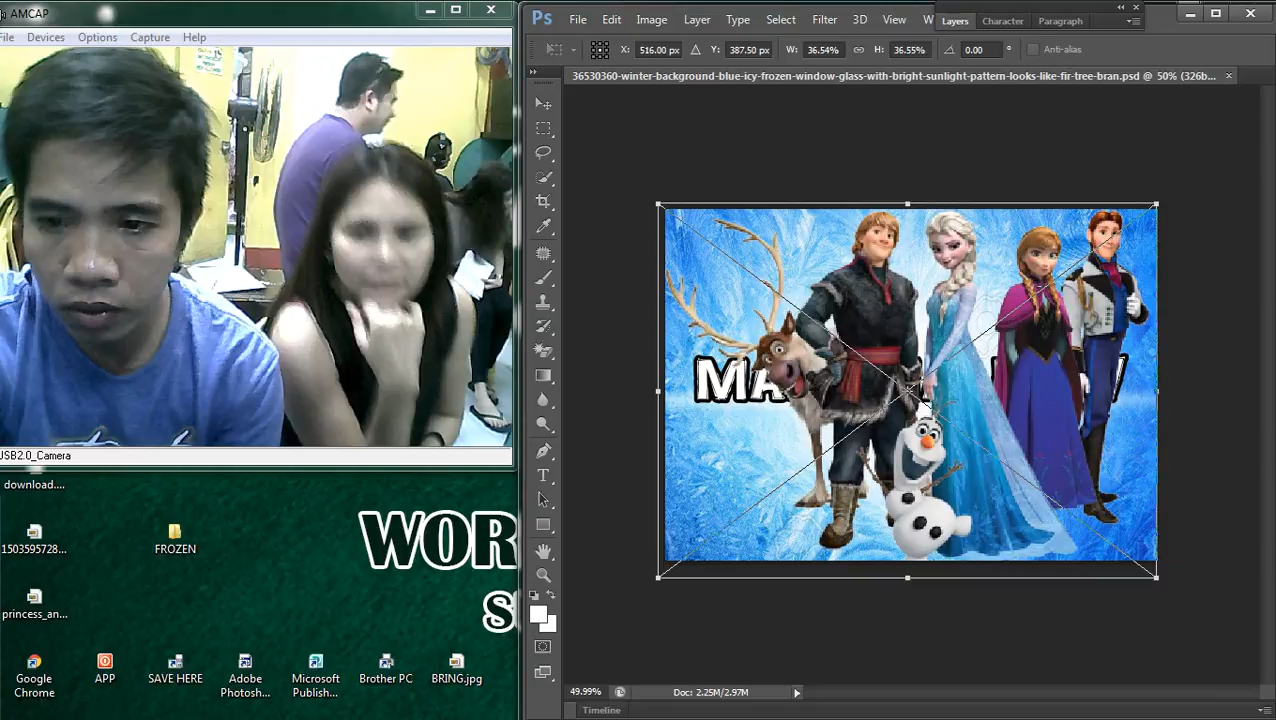 AMCAP
File Devices Options Capture Help
USB2.0_Camera
download....
1503595728...
FROZEN
princess_an...
WOR
S
Google Chrome
APP
SAVE HERE
Adobe Photosh...
Microsoft Publish...
Brother PC
BRING.jpg
Ps File Edit Image Layer Type Select Filter 3D View W
Layers Character Paragraph
X: 516.00 px Y: 387.50 px W: 36.54% H: 0.00 ° Anti-alias
36530360-winter-background-blue-icy-frozen-window-glass-with-bright-sunlight-pattern-looks-like-fir-tree-bran.psd @ 50% (326b...
MA
49.99% Doc: 2.25M/2.97M
Timeline